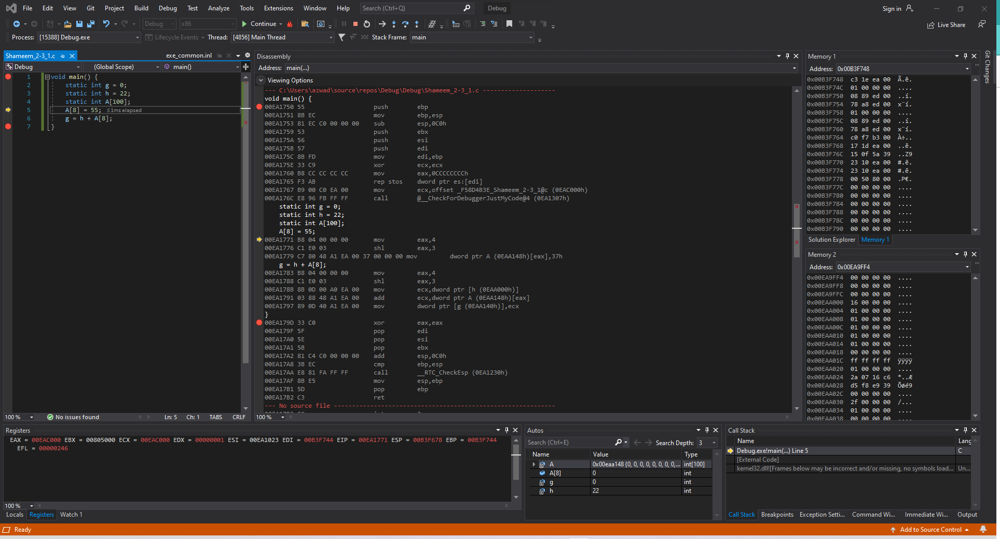 File Edit View Git Project Build Debug Test Analyze Tools Extensions Window Help Search (Ctrl+Q) Debug Sign in
Debug x86 Continue Live Share
Process: [15388] Debug.exe Lifecycle Events Thread: [4856] Main Thread Stack Frame: main
Shameem_2-3_1.c exe_common.inl
Debug (Global Scope) main()
1 void main() {
2 static int g = 0;
3 static int h = 22;
4 static int A[100];
5 A[8] = 55; ≤1ms elapsed
6 g = h + A[8];
7 }
100 % No issues found Ln: 5 Ch: 1 TABS CRLF
Disassembly
Address: main(...)
Viewing Options
--- C:\Users\azwad\source\repos\Debug\Debug\Shameem_2-3_1.c --------------------
void main() {
00EA1750 55 push ebp
00EA1751 8B EC mov ebp,esp
00EA1753 81 EC C0 00 00 00 sub esp,0C0h
00EA1759 53 push ebx
00EA175A 56 push esi
00EA175B 57 push edi
00EA175C 8B FD mov edi,ebp
00EA175E 33 C9 xor ecx,ecx
00EA1760 B8 CC CC CC CC mov eax,0CCCCCCCCh
00EA1765 F3 AB rep stos dword ptr es:[edi]
00EA1767 B9 00 C0 EA 00 mov ecx,offset _F58D4B3E_Shameem_2-3_1@c (0EAC000h)
00EA176C E8 96 FB FF FF call @__CheckForDebuggerJustMyCode@4 (0EA1307h)
static int g = 0;
static int h = 22;
static int A[100];
A[8] = 55;
00EA1771 B8 04 00 00 00 mov eax,4
00EA1776 C1 E0 03 shl eax,3
00EA1779 C7 80 48 A1 EA 00 37 00 00 00 mov dword ptr A (0EAA148h)[eax],37h
g = h + A[8];
00EA1783 B8 04 00 00 00 mov eax,4
00EA1788 C1 E0 03 shl eax,3
00EA178B 8B 0D 00 A0 EA 00 mov ecx,dword ptr [h (0EAA000h)]
00EA1791 03 88 48 A1 EA 00 add ecx,dword ptr A (0EAA148h)[eax]
00EA1797 89 0D 40 A1 EA 00 mov dword ptr [g (0EAA140h)],ecx
}
00EA179D 33 C0 xor eax,eax
00EA179F 5F pop edi
00EA17A0 5E pop esi
00EA17A1 5B pop ebx
00EA17A2 81 C4 C0 00 00 00 add esp,0C0h
00EA17A8 3B EC cmp ebp,esp
00EA17AA E8 81 FA FF FF call __RTC_CheckEsp (0EA1230h)
00EA17AF 8B E5 mov esp,ebp
00EA17B1 5D pop ebp
00EA17B2 C3 ret
--- No source file -------------------------------------------------------------
100 %
Memory 1
Address: 0x00B3F748
0x00B3F748 c3 1e ea 00 Ã.ê.
0x00B3F74C 01 00 00 00 ....
0x00B3F750 08 89 ed 00 ..í.
0x00B3F754 78 a8 ed 00 x¨í.
0x00B3F758 01 00 00 00 ....
0x00B3F75C 08 89 ed 00 ..í.
0x00B3F760 78 a8 ed 00 x¨í.
0x00B3F764 c0 f7 b3 00 À÷..
0x00B3F768 17 1d ea 00 ..ê.
0x00B3F76C 15 0f 5a 39 ..Z9
0x00B3F770 23 10 ea 00 #.ê.
0x00B3F774 23 10 ea 00 #.ê.
0x00B3F778 00 50 80 00 .P€.
0x00B3F77C 00 00 00 00 ....
0x00B3F780 00 00 00 00 ....
0x00B3F784 00 00 00 00 ....
0x00B3F788 00 00 00 00 ....
0x00B3F78C 00 00 00 00 ....
0x00B3F790 00 00 00 00 ....
Solution Explorer Memory 1
Memory 2
Address: 0x00EA9FF4
0x00EA9FF4 00 00 00 00 ....
0x00EA9FF8 00 00 00 00 ....
0x00EA9FFC 00 00 00 00 ....
0x00EAA000 16 00 00 00 ....
0x00EAA004 01 00 00 00 ....
0x00EAA008 01 00 00 00 ....
0x00EAA00C 01 00 00 00 ....
0x00EAA010 01 00 00 00 ....
0x00EAA014 01 00 00 00 ....
0x00EAA018 00 00 00 00 ....
0x00EAA01C ff ff ff ff ÿÿÿÿ
0x00EAA020 01 00 00 00 ....
0x00EAA024 2a 07 16 c6 *..Æ
0x00EAA028 d5 f8 e9 39 Õøé9
0x00EAA02C 00 00 00 00 ....
0x00EAA030 2f 00 00 00 /...
0x00EAA034 01 00 00 00 ....
0x00EAA038 00 00 00 00 ....
Git Changes
Registers
EAX = 00EAC000 EBX = 00805000 ECX = 00EAC000 EDX = 00000001 ESI = 00EA1023 EDI = 00B3F744 EIP = 00EA1771 ESP = 00B3F678 EBP = 00B3F744
EFL = 00000246
100 %
Locals Registers Watch 1
Autos
Search (Ctrl+E) Search Depth: 3
Name Value Type
A 0x00eaa148 {0, 0, 0, 0, 0, 0, 0, 0,... int[100]
A[8] 0 int
g 0 int
h 22 int
Call Stack
Name Lang
Debug.exe!main(...) Line 5 C
[External Code]
kernel32.dll![Frames below may be incorrect and/or missing, no symbols load... Un...
Call Stack Breakpoints Exception Setti... Command Wi... Immediate Wi... Output
Ready Add to Source Control